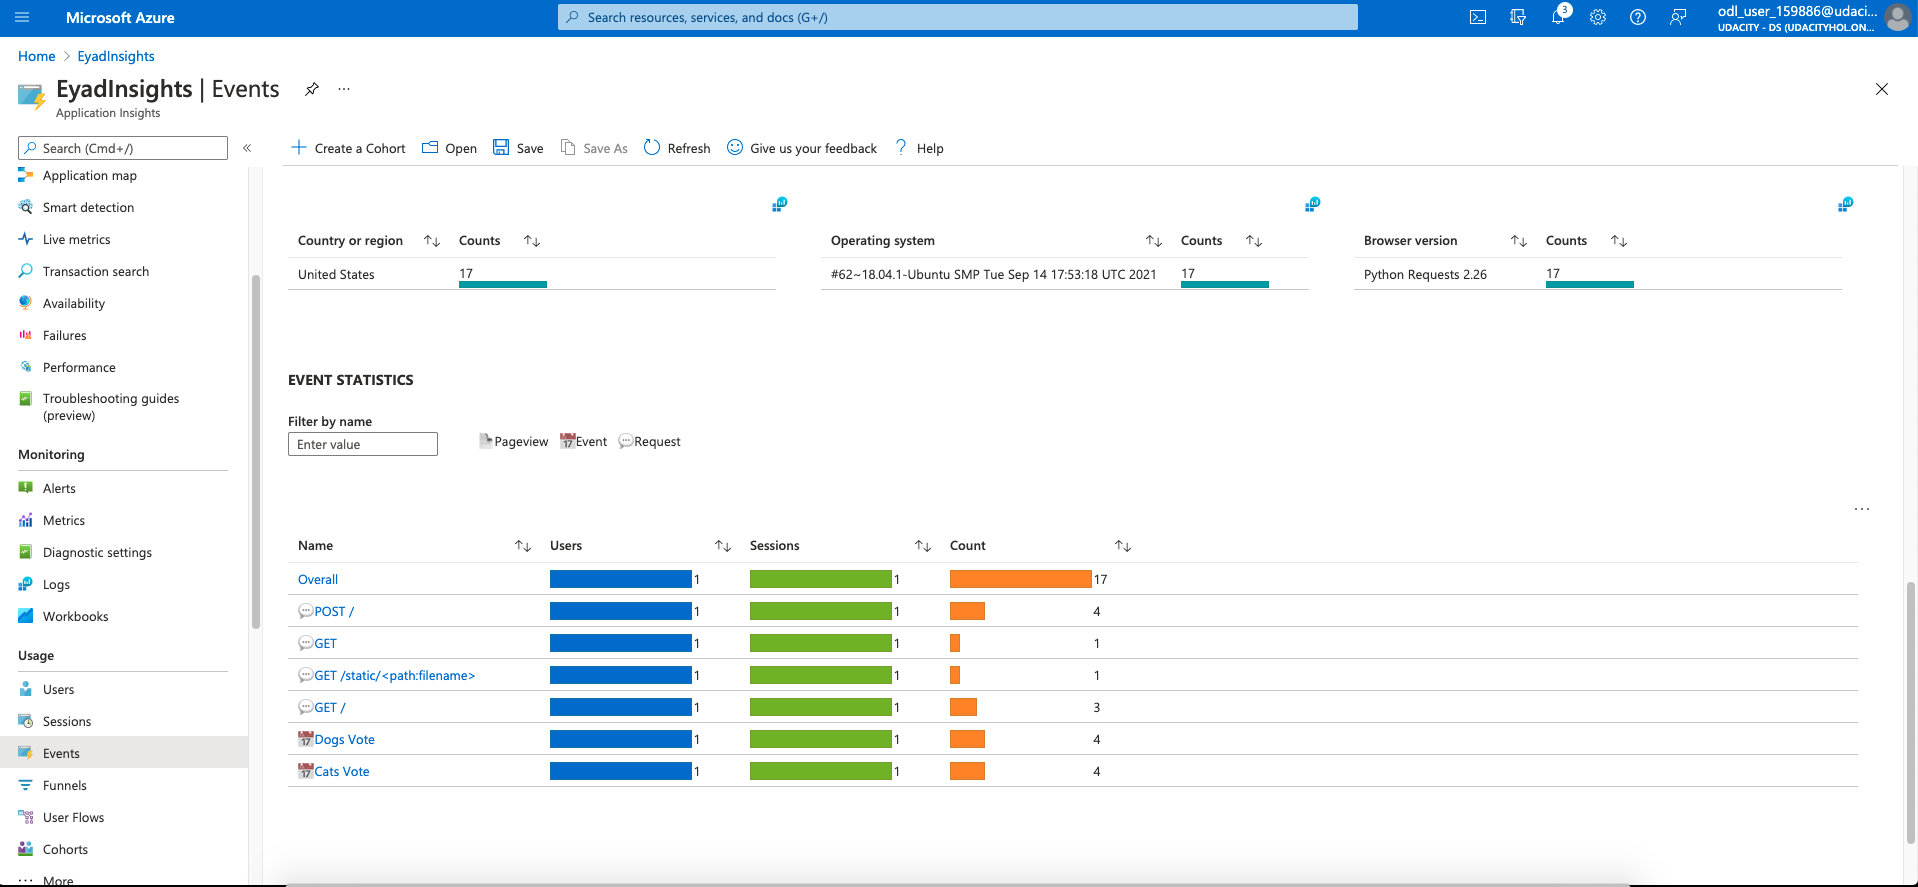 Microsoft Azure
Search resources, services, and docs (G+/)
3
odl_user_159886@udaci...
UDACITY - DS (UDACITYHOL.ON...
Home > EyadInsights
EyadInsights | Events
...
Application Insights
Search (Cmd+/)
«
Create a Cohort
Open
Save
Save As
Refresh
Give us your feedback
? Help
Application map
Smart detection
Live metrics
Transaction search
Availability
Failures
Performance
Troubleshooting guides
(preview)
Monitoring
Alerts
Metrics
Diagnostic settings
Logs
Workbooks
Usage
Users
Sessions
Events
Funnels
User Flows
Cohorts
... More
Country or region ↑↓ Counts ↑↓
United States 17
Operating system ↑↓ Counts ↑↓
#62~18.04.1-Ubuntu SMP Tue Sep 14 17:53:18 UTC 2021 17
Browser version ↑↓ Counts ↑↓
Python Requests 2.26 17
EVENT STATISTICS
Filter by name
Enter value
Pageview 17 Event Request
...
Name ↑↓ Users ↑↓ Sessions ↑↓ Count ↑↓
Overall 1 1 17
POST / 1 1 4
GET 1 1 1
GET /static/<path:filename> 1 1 1
GET / 1 1 3
17 Dogs Vote 1 1 4
17 Cats Vote 1 1 4